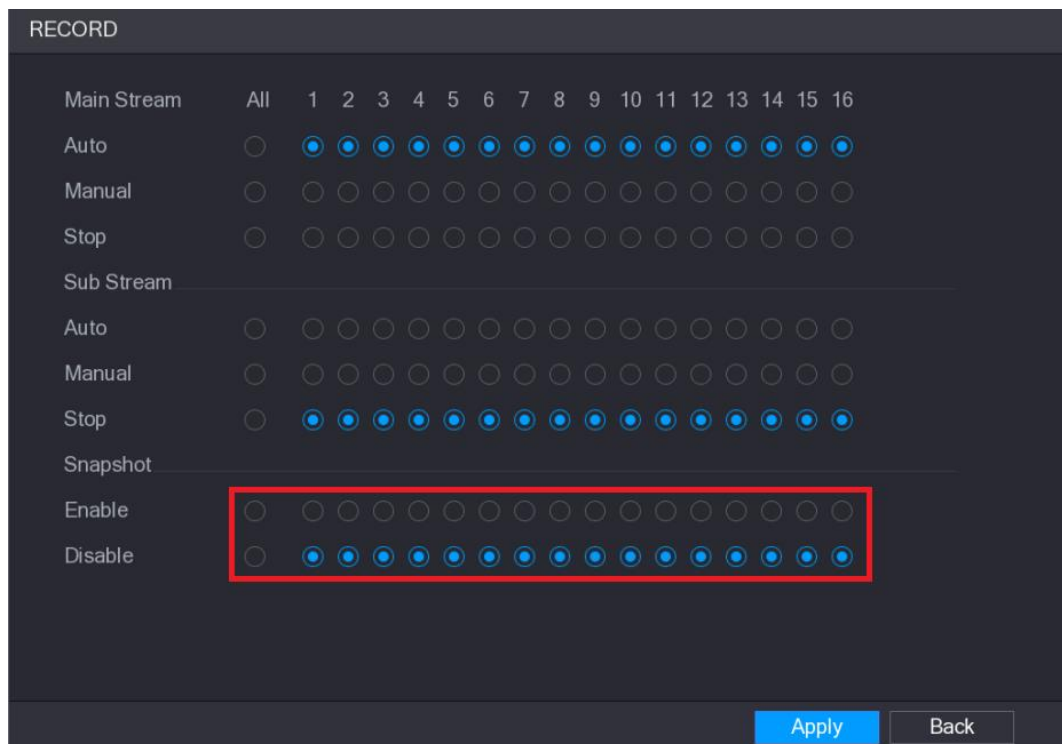 RECORD
Main Stream All 1 2 3 4 5 6 7 8 9 10 11 12 13 14 15 16
Auto
Manual
Stop
Sub Stream
Auto
Manual
Stop
Snapshot
Enable
Disable
Apply Back